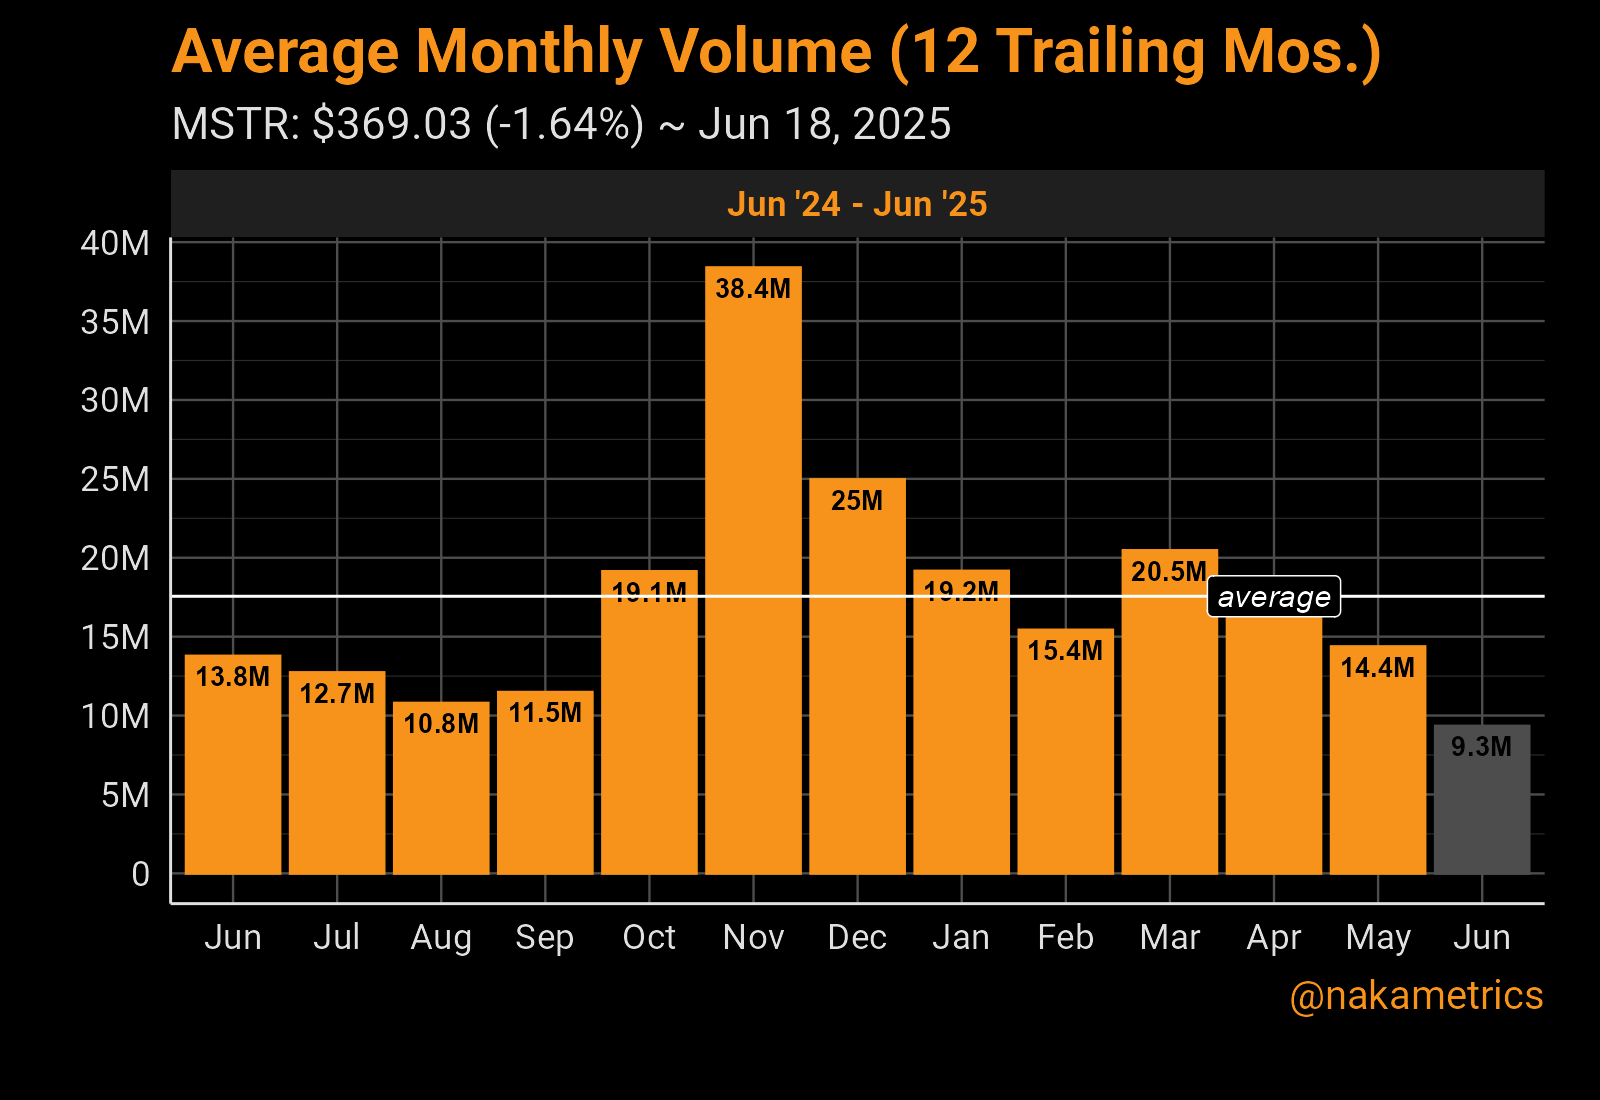 Average Monthly Volume (12 Trailing Mos.)
MSTR: $369.03 (-1.64%) ~ Jun 18, 2025
Jun '24 - Jun '25
40M
35M
30M
25M
20M
15M
10M
5M
0
13.8M
12.7M
10.8M
11.5M
19.1M
38.4M
25M
19.2M
15.4M
20.5M
average
14.4M
9.3M
Jun Jul Aug Sep Oct Nov Dec Jan Feb Mar Apr May Jun
@nakametrics